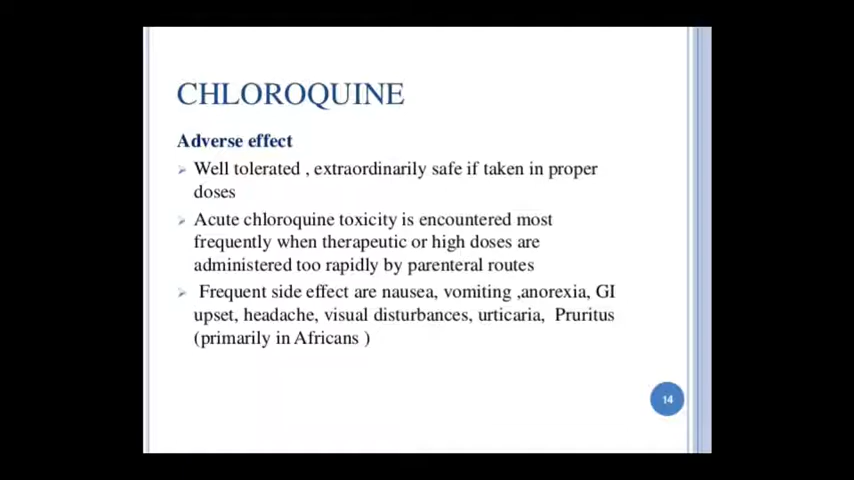 CHLOROQUINE
Adverse effect
Well tolerated , extraordinarily safe if taken in proper
doses
Acute chloroquine toxicity is encountered most
frequently when therapeutic or high doses are
administered too rapidly by parenteral routes
Frequent side effect are nausea, vomiting ,anorexia, GI
upset, headache, visual disturbances, urticaria, Pruritus
(primarily in Africans )
14